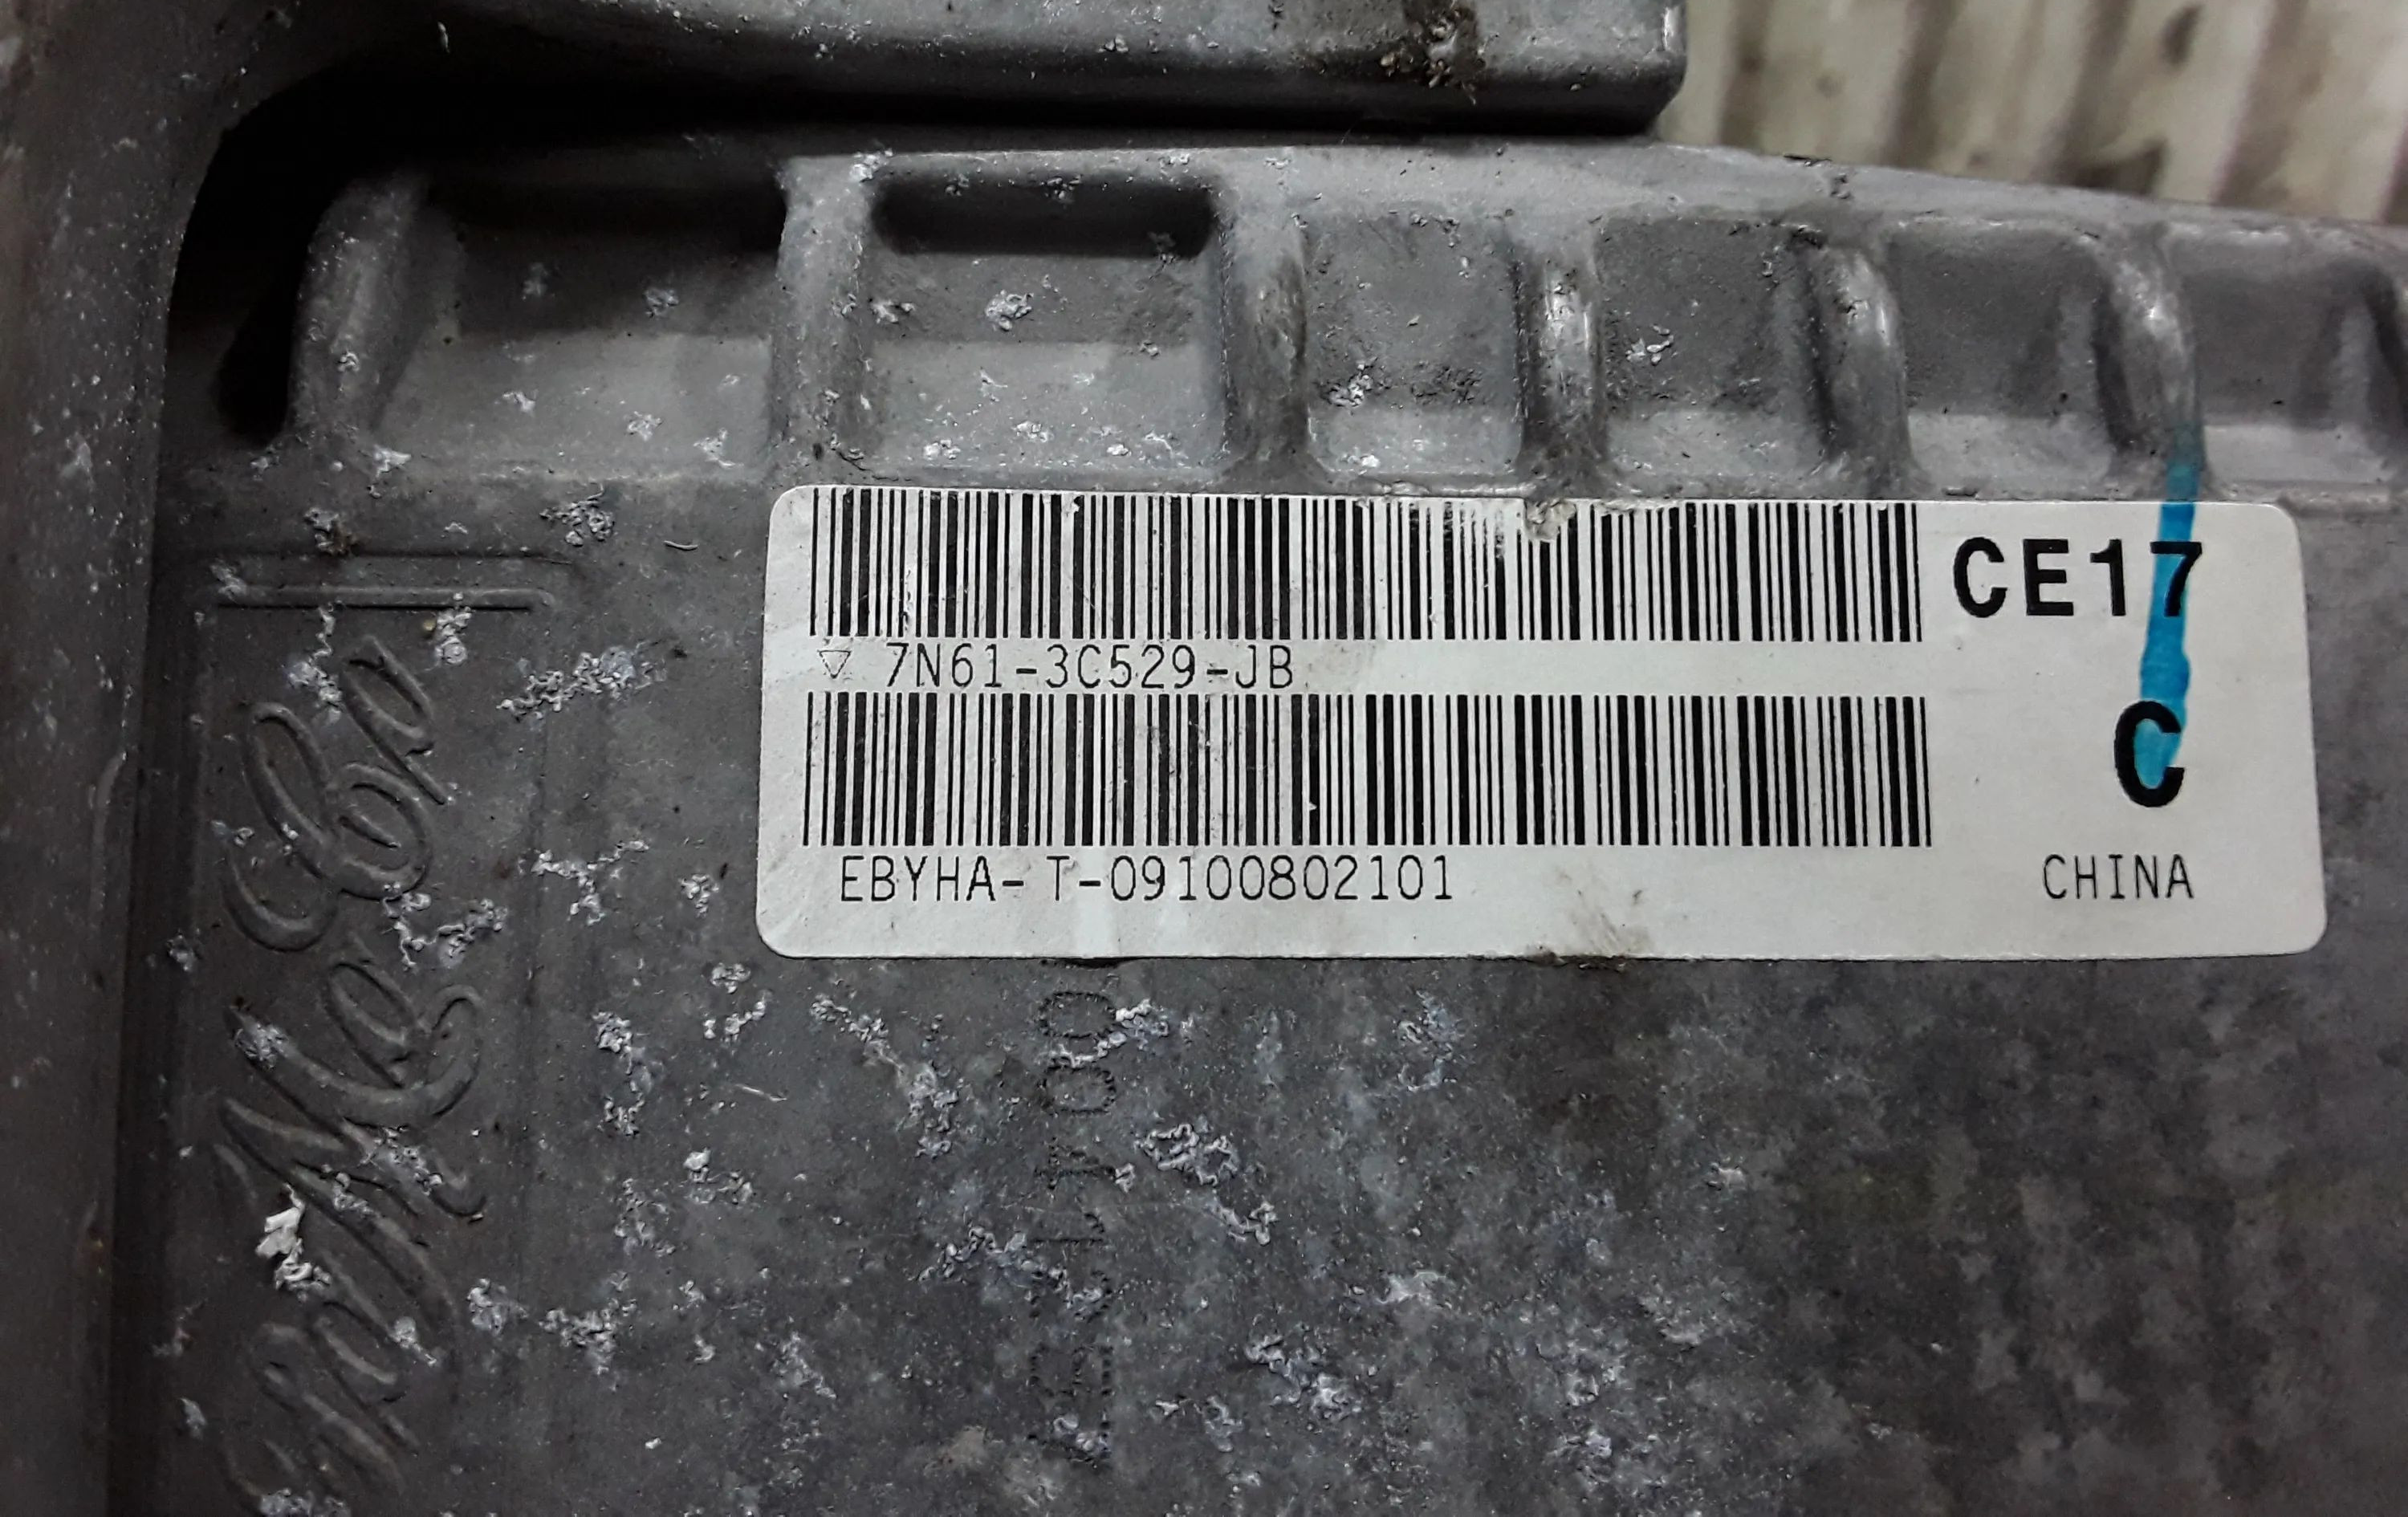 CE17
▽ 7N61-3C529-JB
C
EBYHA- T-09100802101
CHINA